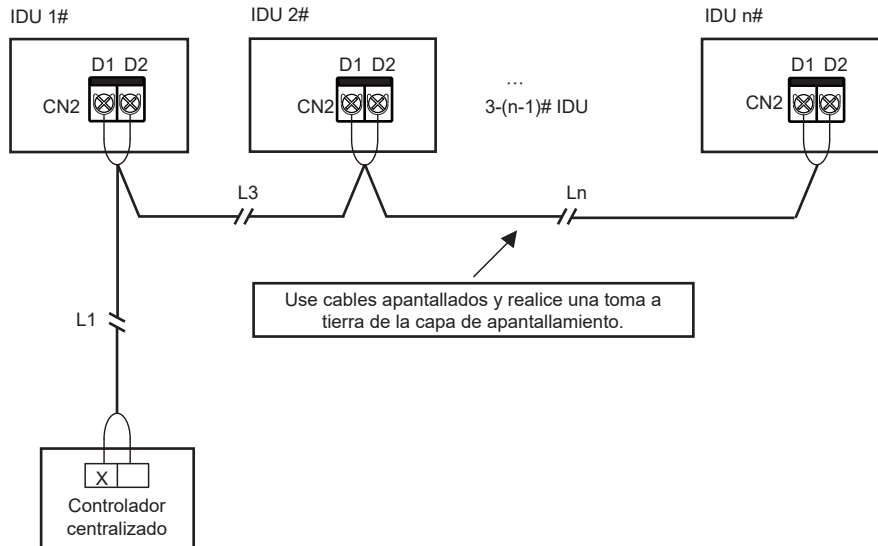 IDU 1#
IDU 2#
IDU n#
D1 D2
CN2
D1 D2
CN2
...
3-(n-1)# IDU
D1 D2
CN2
L3
Ln
Use cables apantallados y realice una toma a
tierra de la capa de apantallamiento.
L1
X
Controlador
centralizado